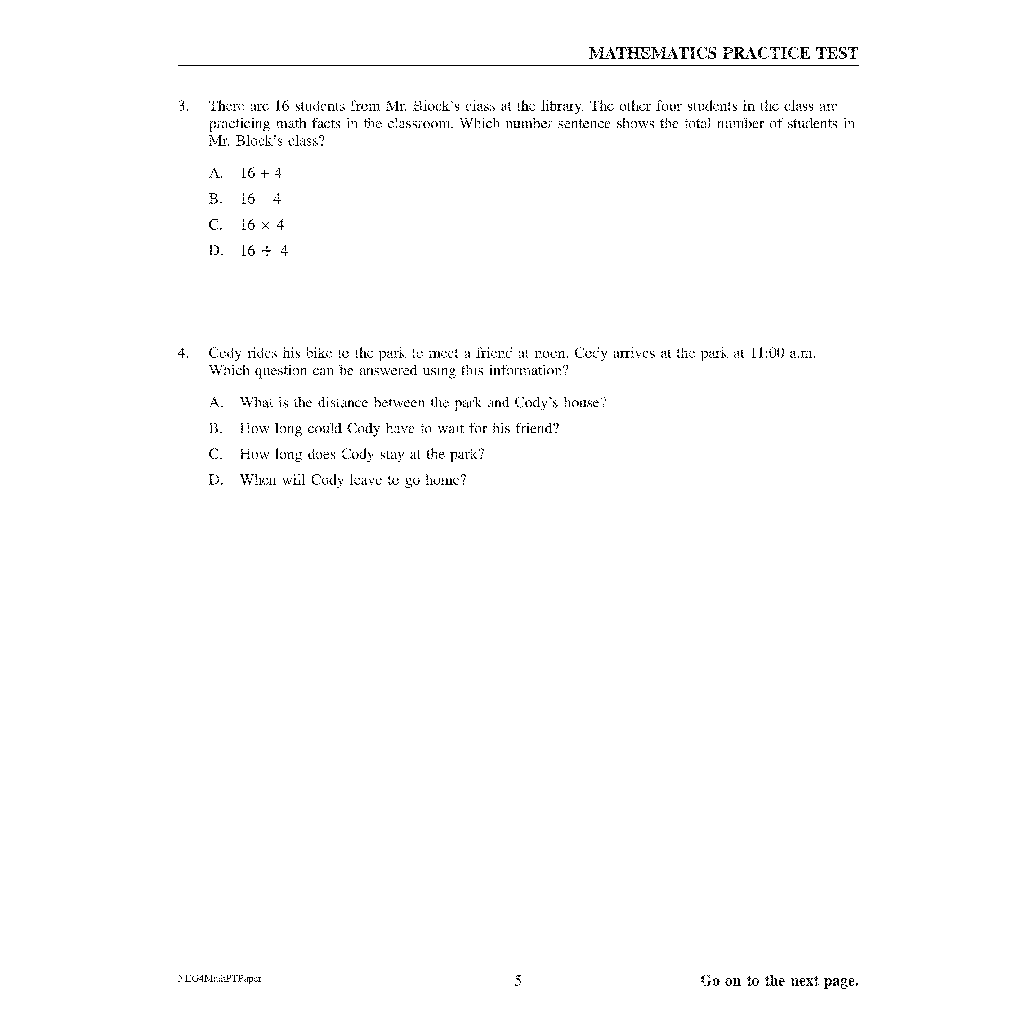 MATHEMATICS PRACTICE TEST
3. There are 16 students from Mr. Block's class at the library. The other four students in the class are
practicing math facts in the classroom. Which number sentence shows the total number of students in
Mr. Block's class?
A. 16 + 4
B. 16 4
C. 16 × 4
D. 16 ÷ 4
4. Cody rides his bike to the park to meet a friend at noon. Cody arrives at the park at 11:00 a.m.
Which question can be answered using this information?
A. What is the distance between the park and Cody's house?
B. How long could Cody have to wait for his friend?
C. How long does Cody stay at the park?
D. When will Cody leave to go home?
5 Go on to the next page.